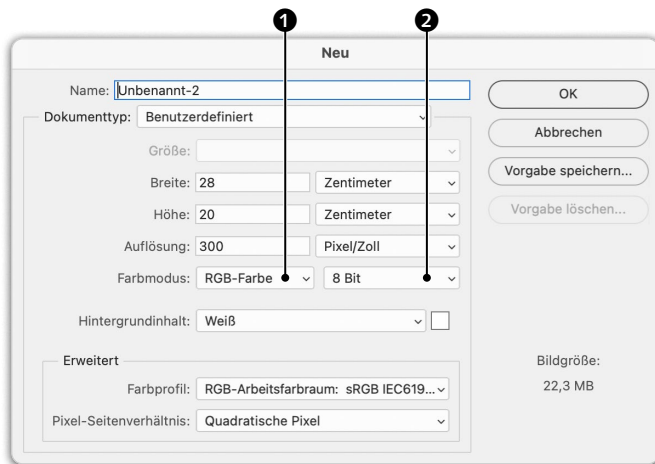 1 2
Neu
Name: Unbenannt-2
OK
Dokumenttyp: Benutzerdefiniert
Abbrechen
Größe:
Vorgabe speichern...
Breite: 28 Zentimeter
Höhe: 20 Zentimeter
Vorgabe löschen...
Auflösung: 300 Pixel/Zoll
Farbmodus: RGB-Farbe 8 Bit
Hintergrundinhalt: Weiß
Erweitert
Bildgröße:
Farbprofil: RGB-Arbeitsfarbraum: sRGB IEC619...
22,3 MB
Pixel-Seitenverhältnis: Quadratische Pixel